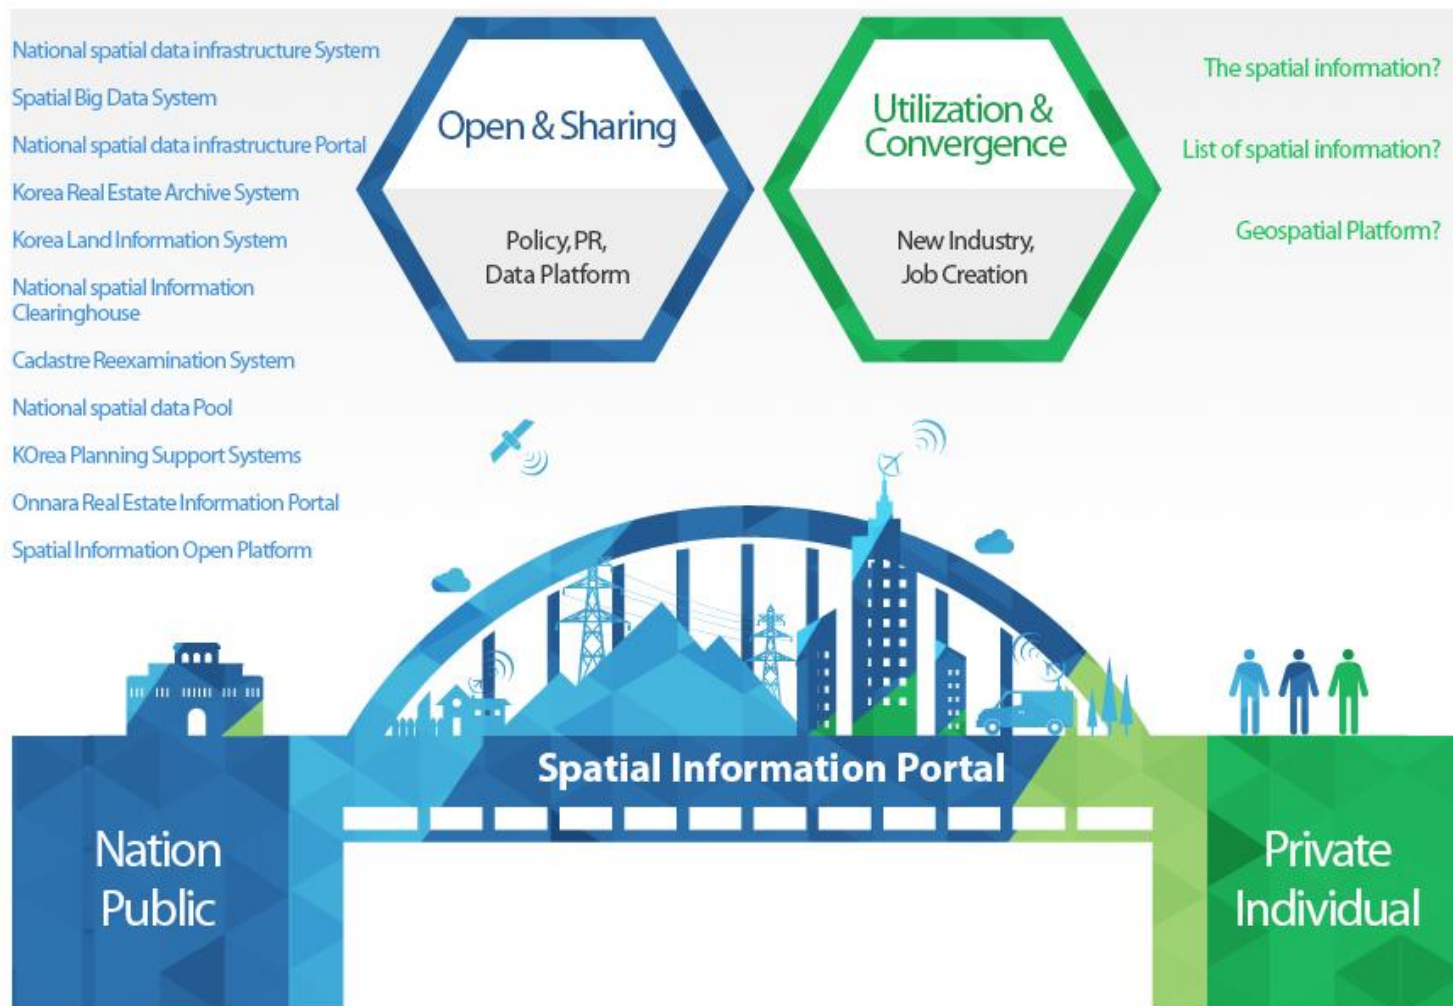 National spatial data infrastructure System
Spatial Big Data System
National spatial data infrastructure Portal
Korea Real Estate Archive System
Korea Land Information System
National spatial Information
Clearinghouse
Cadastre Reexamination System
National spatial data Pool
KOrea Planning Support Systems
Onnara Real Estate Information Portal
Spatial Information Open Platform
Open & Sharing
Policy, PR,
Data Platform
Utilization &
Convergence
New Industry,
Job Creation
The spatial information?
List of spatial information?
Geospatial Platform?
Spatial Information Portal
Nation
Public
Private
Individual